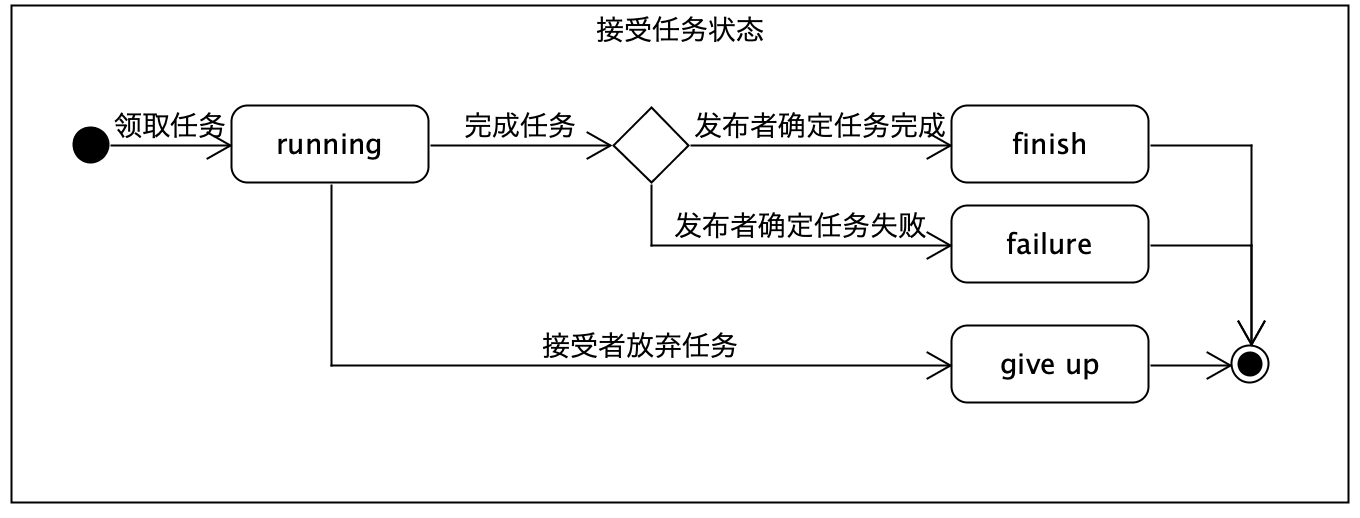 接受任务状态
领取任务
running
完成任务
发布者确定任务完成
finish
发布者确定任务失败
failure
接受者放弃任务
give up